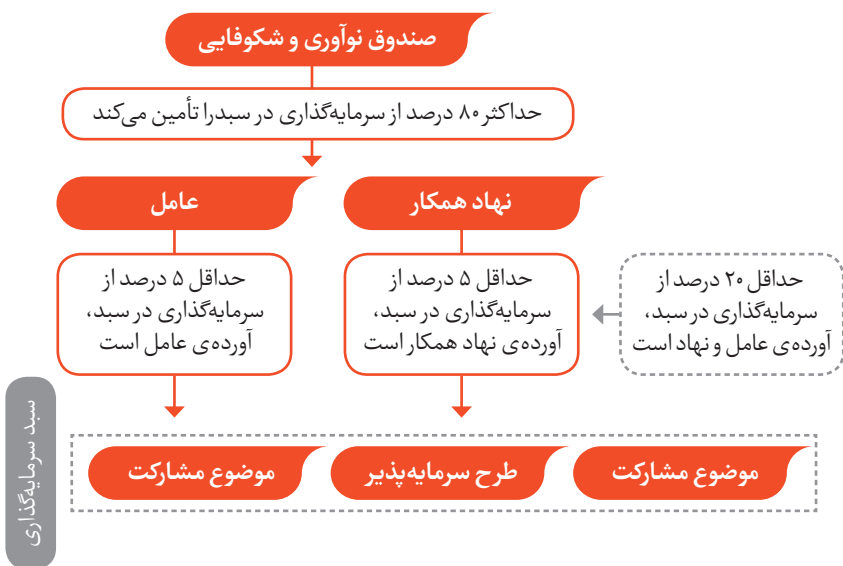 صندوق نوآوری و شکوفایی
حداکثر ۸۰ درصد از سرمایه‌گذاری در سبدرا تأمین می‌کند
نهاد همکار
عامل
حداقل ۲۰ درصد از
سرمایه‌گذاری در سبد،
آورده‌ی عامل و نهاد است
حداقل ۵ درصد از
سرمایه‌گذاری در سبد،
آورده‌ی نهاد همکار است
حداقل ۵ درصد از
سرمایه‌گذاری در سبد،
آورده‌ی عامل است
سبد سرمایه‌گذاری
موضوع مشارکت
طرح سرمایه‌پذیر
موضوع مشارکت